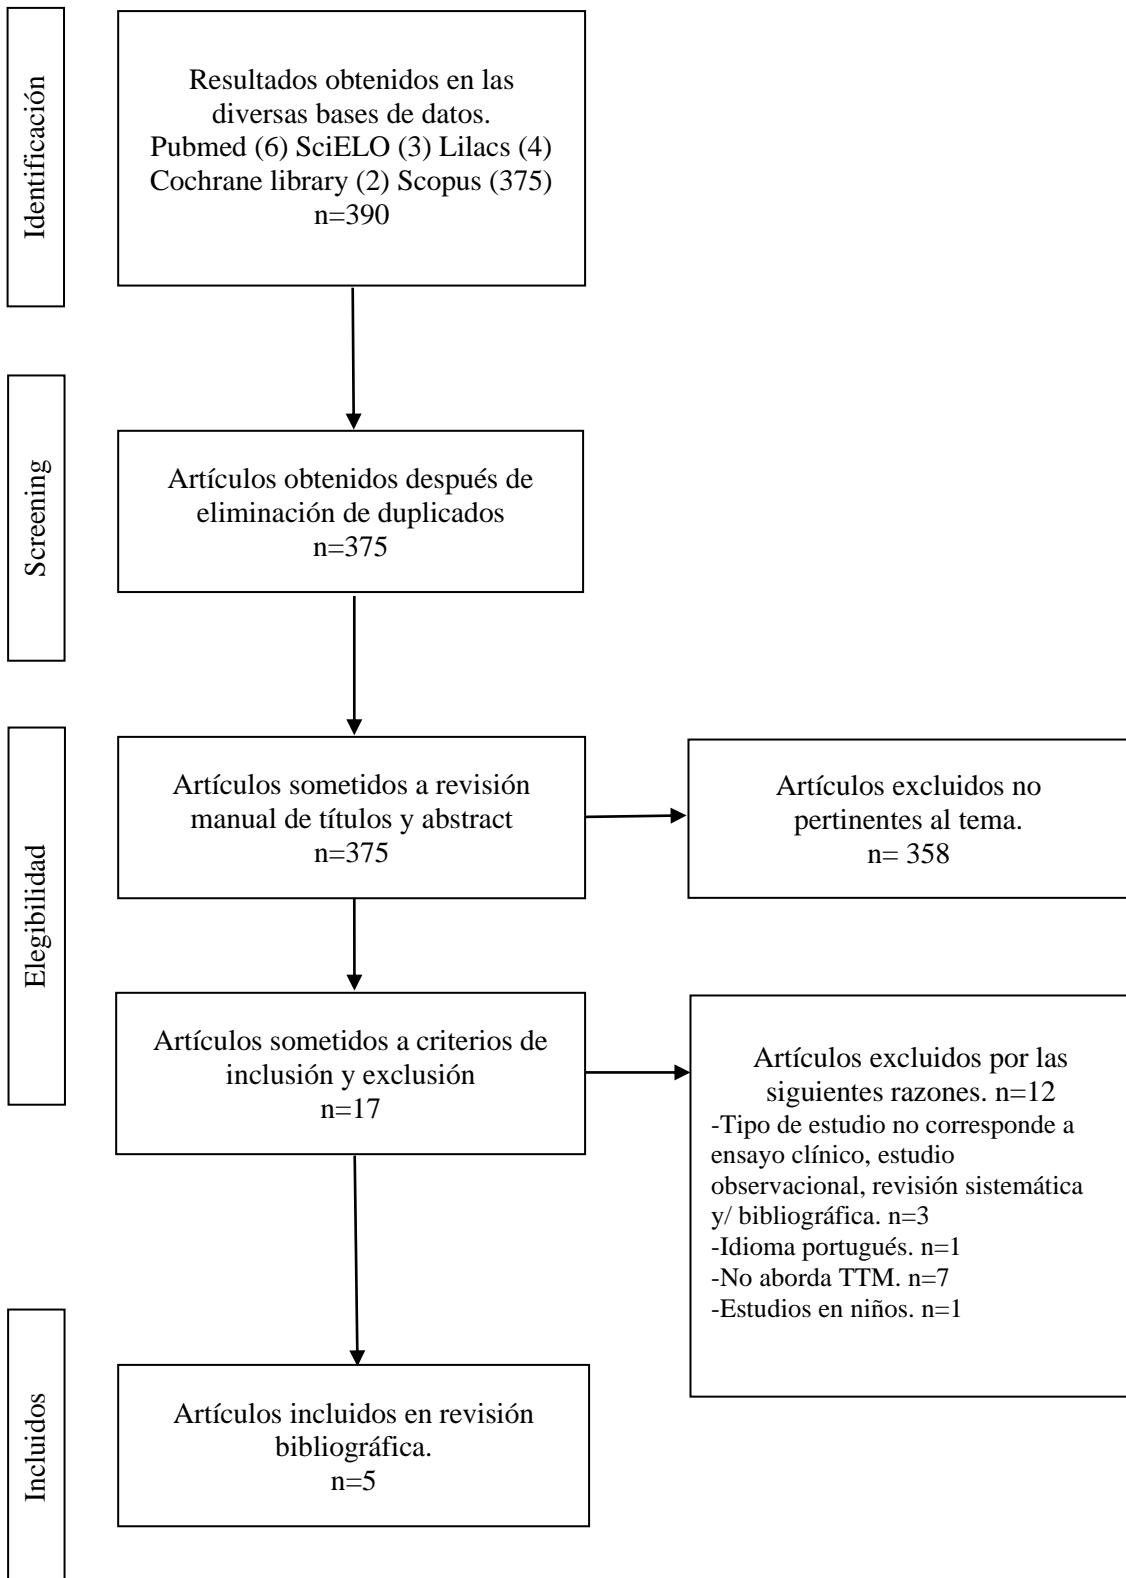 Identificación
Resultados obtenidos en las
diversas bases de datos.
Pubmed (6) SciELO (3) Lilacs (4)
Cochrane library (2) Scopus (375)
n=390
Screening
Artículos obtenidos después de
eliminación de duplicados
n=375
Elegibilidad
Artículos sometidos a revisión
manual de títulos y abstract
n=375
Artículos excluidos no
pertinentes al tema.
n= 358
Artículos sometidos a criterios de
inclusión y exclusión
n=17
Artículos excluidos por las
siguientes razones. n=12
-Tipo de estudio no corresponde a
ensayo clínico, estudio
observacional, revisión sistemática
y/ bibliográfica. n=3
-Idioma portugués. n=1
-No aborda TTM. n=7
-Estudios en niños. n=1
Incluidos
Artículos incluidos en revisión
bibliográfica.
n=5